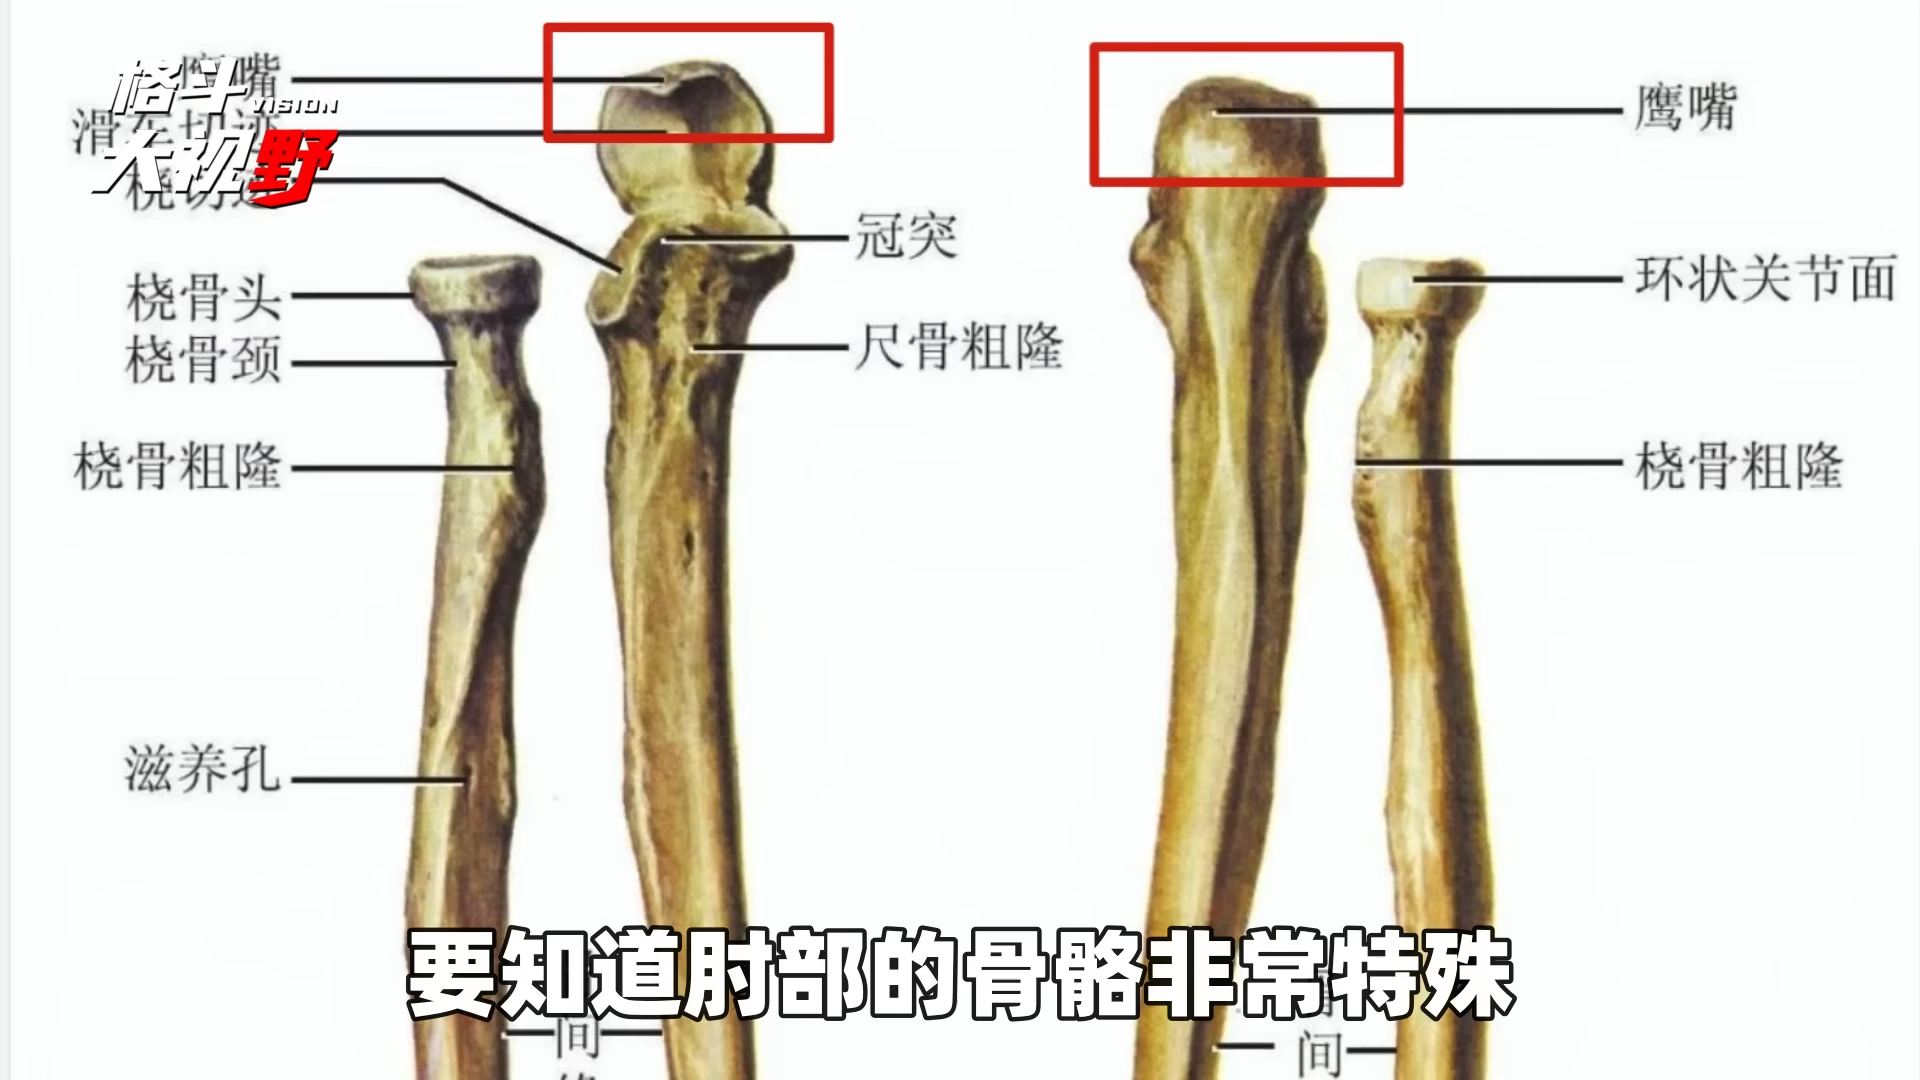 格斗
VISION
大视野
鹰嘴
滑车切迹
桡切迹
桡骨头
桡骨颈
桡骨粗隆
滋养孔
冠突
尺骨粗隆
鹰嘴
环状关节面
桡骨粗隆
要知道肘部的骨骼非常特殊
间
间